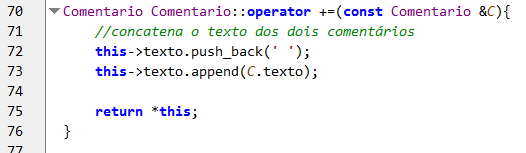 70 Comentario Comentario::operator +=(const Comentario &C){
71 //concatena o texto dos dois comentários
72 this->texto.push_back(' ');
73 this->texto.append(C.texto);
74
75 return *this;
76 }
77